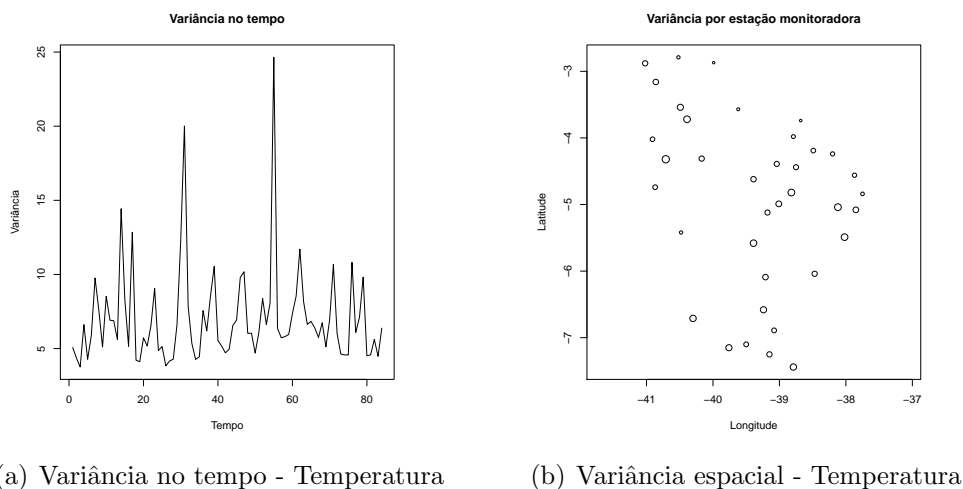 Variância no tempo
Variância
25
20
15
10
5
0
20
40
60
80
Tempo
(a) Variância no tempo - Temperatura
Variância por estação monitoradora
Latitude
−3
−4
−5
−6
−7
−41
−40
−39
−38
−37
Longitude
(b) Variância espacial - Temperatura